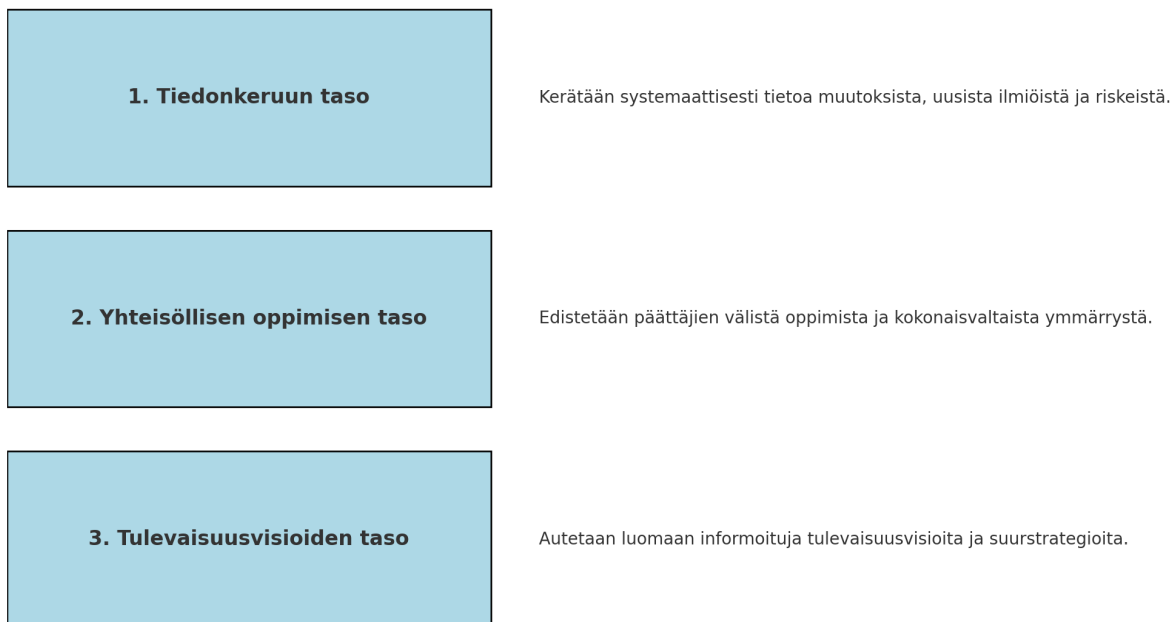 1. Tiedonkeruun taso
Kerätään systemaattisesti tietoa muutoksista, uusista ilmiöistä ja riskeistä.
2. Yhteisöllisen oppimisen taso
Edistetään päättäjien välistä oppimista ja kokonaisvaltaista ymmärrystä.
3. Tulevaisuusvisioiden taso
Autetaan luomaan informoituja tulevaisuusvisioita ja suurstrategioita.